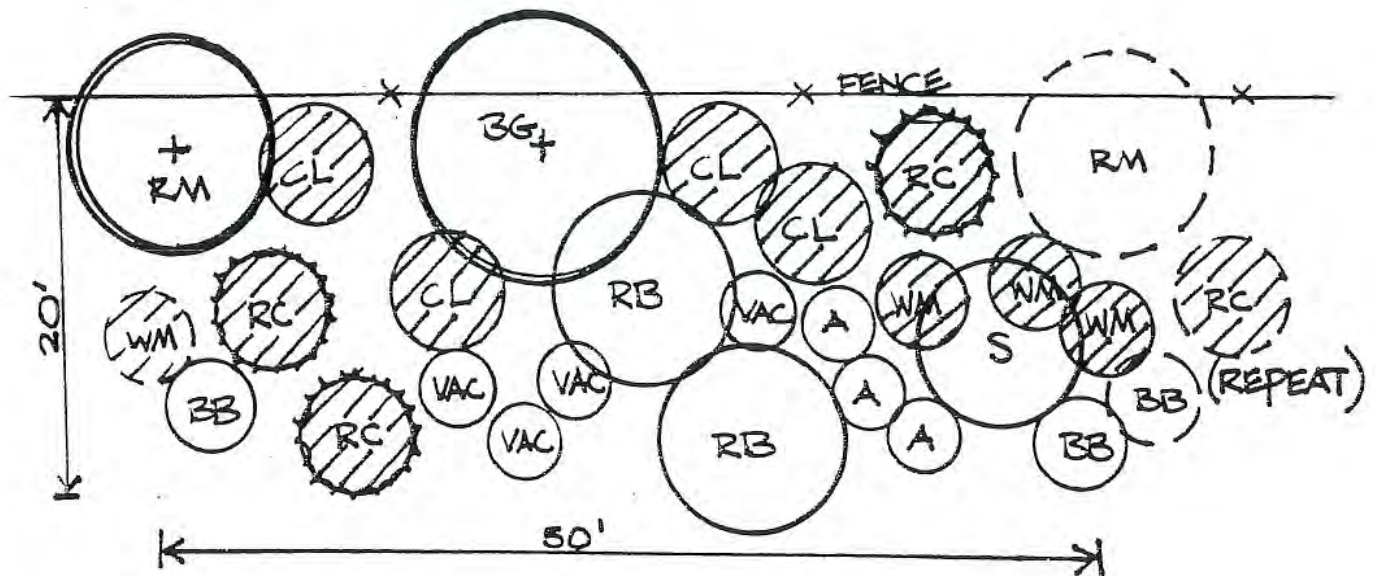 FENCE
RM
CL
BG
CL
CL
RC
RM
WM
RC
CL
RB
VAC
A
WM
WM
WM
RC
S
20'
BB
RC
VAC
VAC
VAC
RB
A
A
BB
BB
(REPEAT)
50'